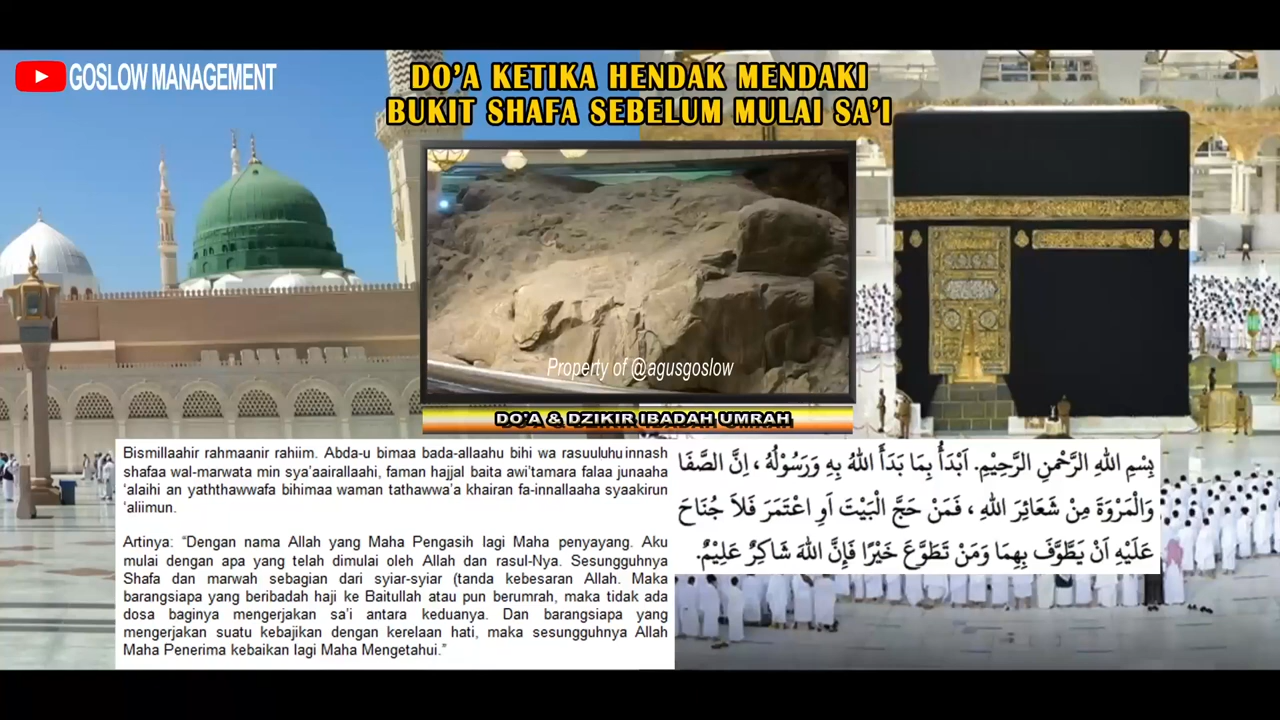 GOSLOW MANAGEMENT
DO'A KETIKA HENDAK MENDAKI
BUKIT SHAFA SEBELUM MULAI SA'I
Property of @agusgoslow
DO'A & DZIKIR IBADAH UMRAH
Bismillaahir rahmaanir rahiim. Abda-u bimaa bada-allaahu bihi wa rasuuluhu innash
shafaa wal-marwata min sya'aairallaahi, faman hajjal baita awi'tamara falaa junaaha
'alaihi an yaththawwafa bihimaa waman tathawwa'a khairan fa-innallaaha syaakirun
'aliimun.
Artinya: “Dengan nama Allah yang Maha Pengasih lagi Maha penyayang. Aku
mulai dengan apa yang telah dimulai oleh Allah dan rasul-Nya. Sesungguhnya
Shafa dan marwah sebagian dari syiar-syiar (tanda kebesaran Allah. Maka
barangsiapa yang beribadah haji ke Baitullah atau pun berumrah, maka tidak ada
dosa baginya mengerjakan sa'i antara keduanya. Dan barangsiapa yang
mengerjakan suatu kebajikan dengan kerelaan hati, maka sesungguhnya Allah
Maha Penerima kebaikan lagi Maha Mengetahui.”
بِسْمِ اللهِ الرَّحْمنِ الرَّحِيْمِ. اَبْدَأُ بِمَا بَدَأَ اللهُ بِهِ وَرَسُوْلُهُ ، اِنَّ الصَّفَا
وَالْمَرْوَةَ مِنْ شَعَائِرَ اللهِ ، فَمَنْ حَجَّ الْبَيْتَ اَوِ اعْتَمَرَ فَلاَ جُنَاحَ
عَلَيْهِ اَنْ يَطَّوَّفَ بِهِمَا وَمَنْ تَطَوَّعَ خَيْرًا فَإِنَّ اللهَ شَاكِرٌ عَلِيْمٌ.